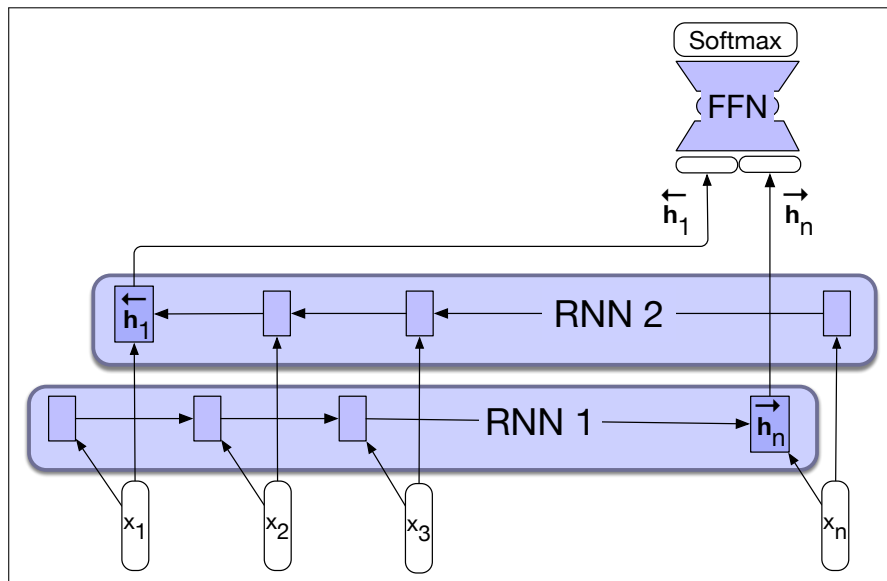 Softmax
FFN
←h₁ →hₙ
←h₁ RNN 2
RNN 1 →hₙ
x₁ x₂ x₃ xₙ